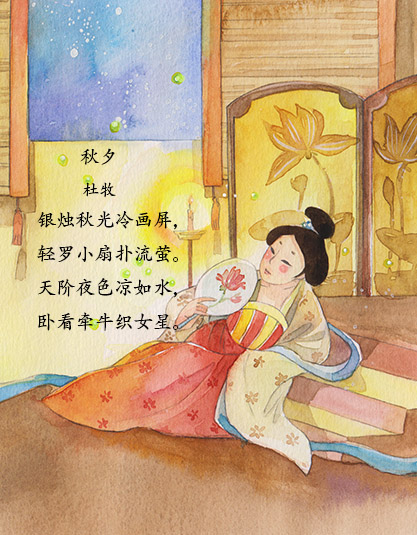 秋夕
杜牧
银烛秋光冷画屏，
轻罗小扇扑流萤。
天阶夜色凉如水，
卧看牵牛织女星。